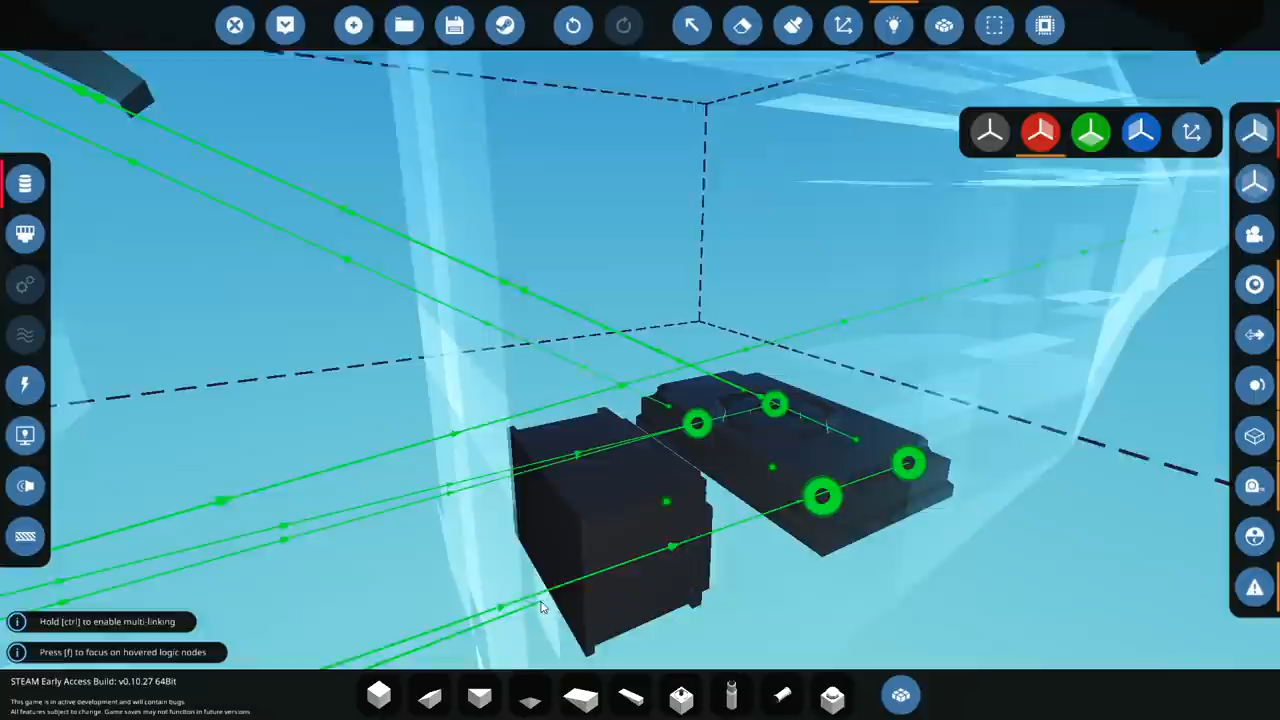 Hold [ctrl] to enable multi-linking
Press [f] to focus on hovered logic nodes
STEAM Early Access Build: v0.10.27 64Bit
This game is in active development and will contain bugs.
All features subject to change. Game saves may not function in future versions.